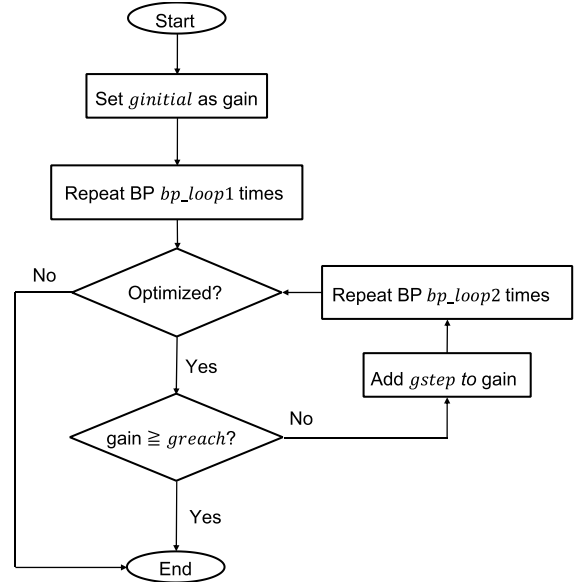 Start
Set ginitial as gain
Repeat BP bp_loop1 times
No
Optimized?
Repeat BP bp_loop2 times
Yes
Add gstep to gain
No
gain ≧ greach?
Yes
End